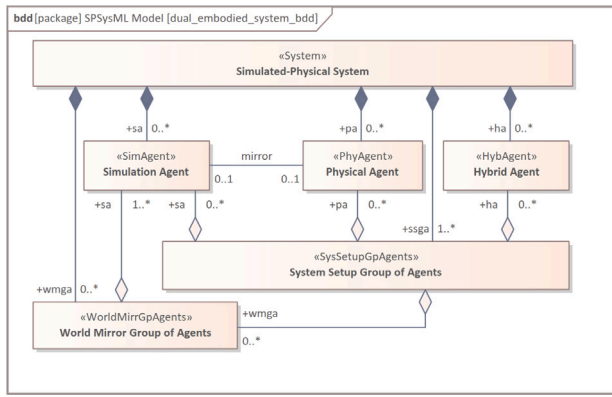 bdd [package] SPSysML Model [dual_embodied_system_bdd]
«System»
Simulated-Physical System
+sa 0..*
+pa 0..*
+ha 0..*
«SimAgent»
Simulation Agent
mirror
0..1
0..1
«PhyAgent»
Physical Agent
«HybAgent»
Hybrid Agent
+sa 1..*
+sa 0..*
+pa 0..*
+ssga 1..*
+ha 0..*
«SysSetupGpAgents»
System Setup Group of Agents
+wmga 0..*
«WorldMirrGpAgents»
World Mirror Group of Agents
+wmga
0..*